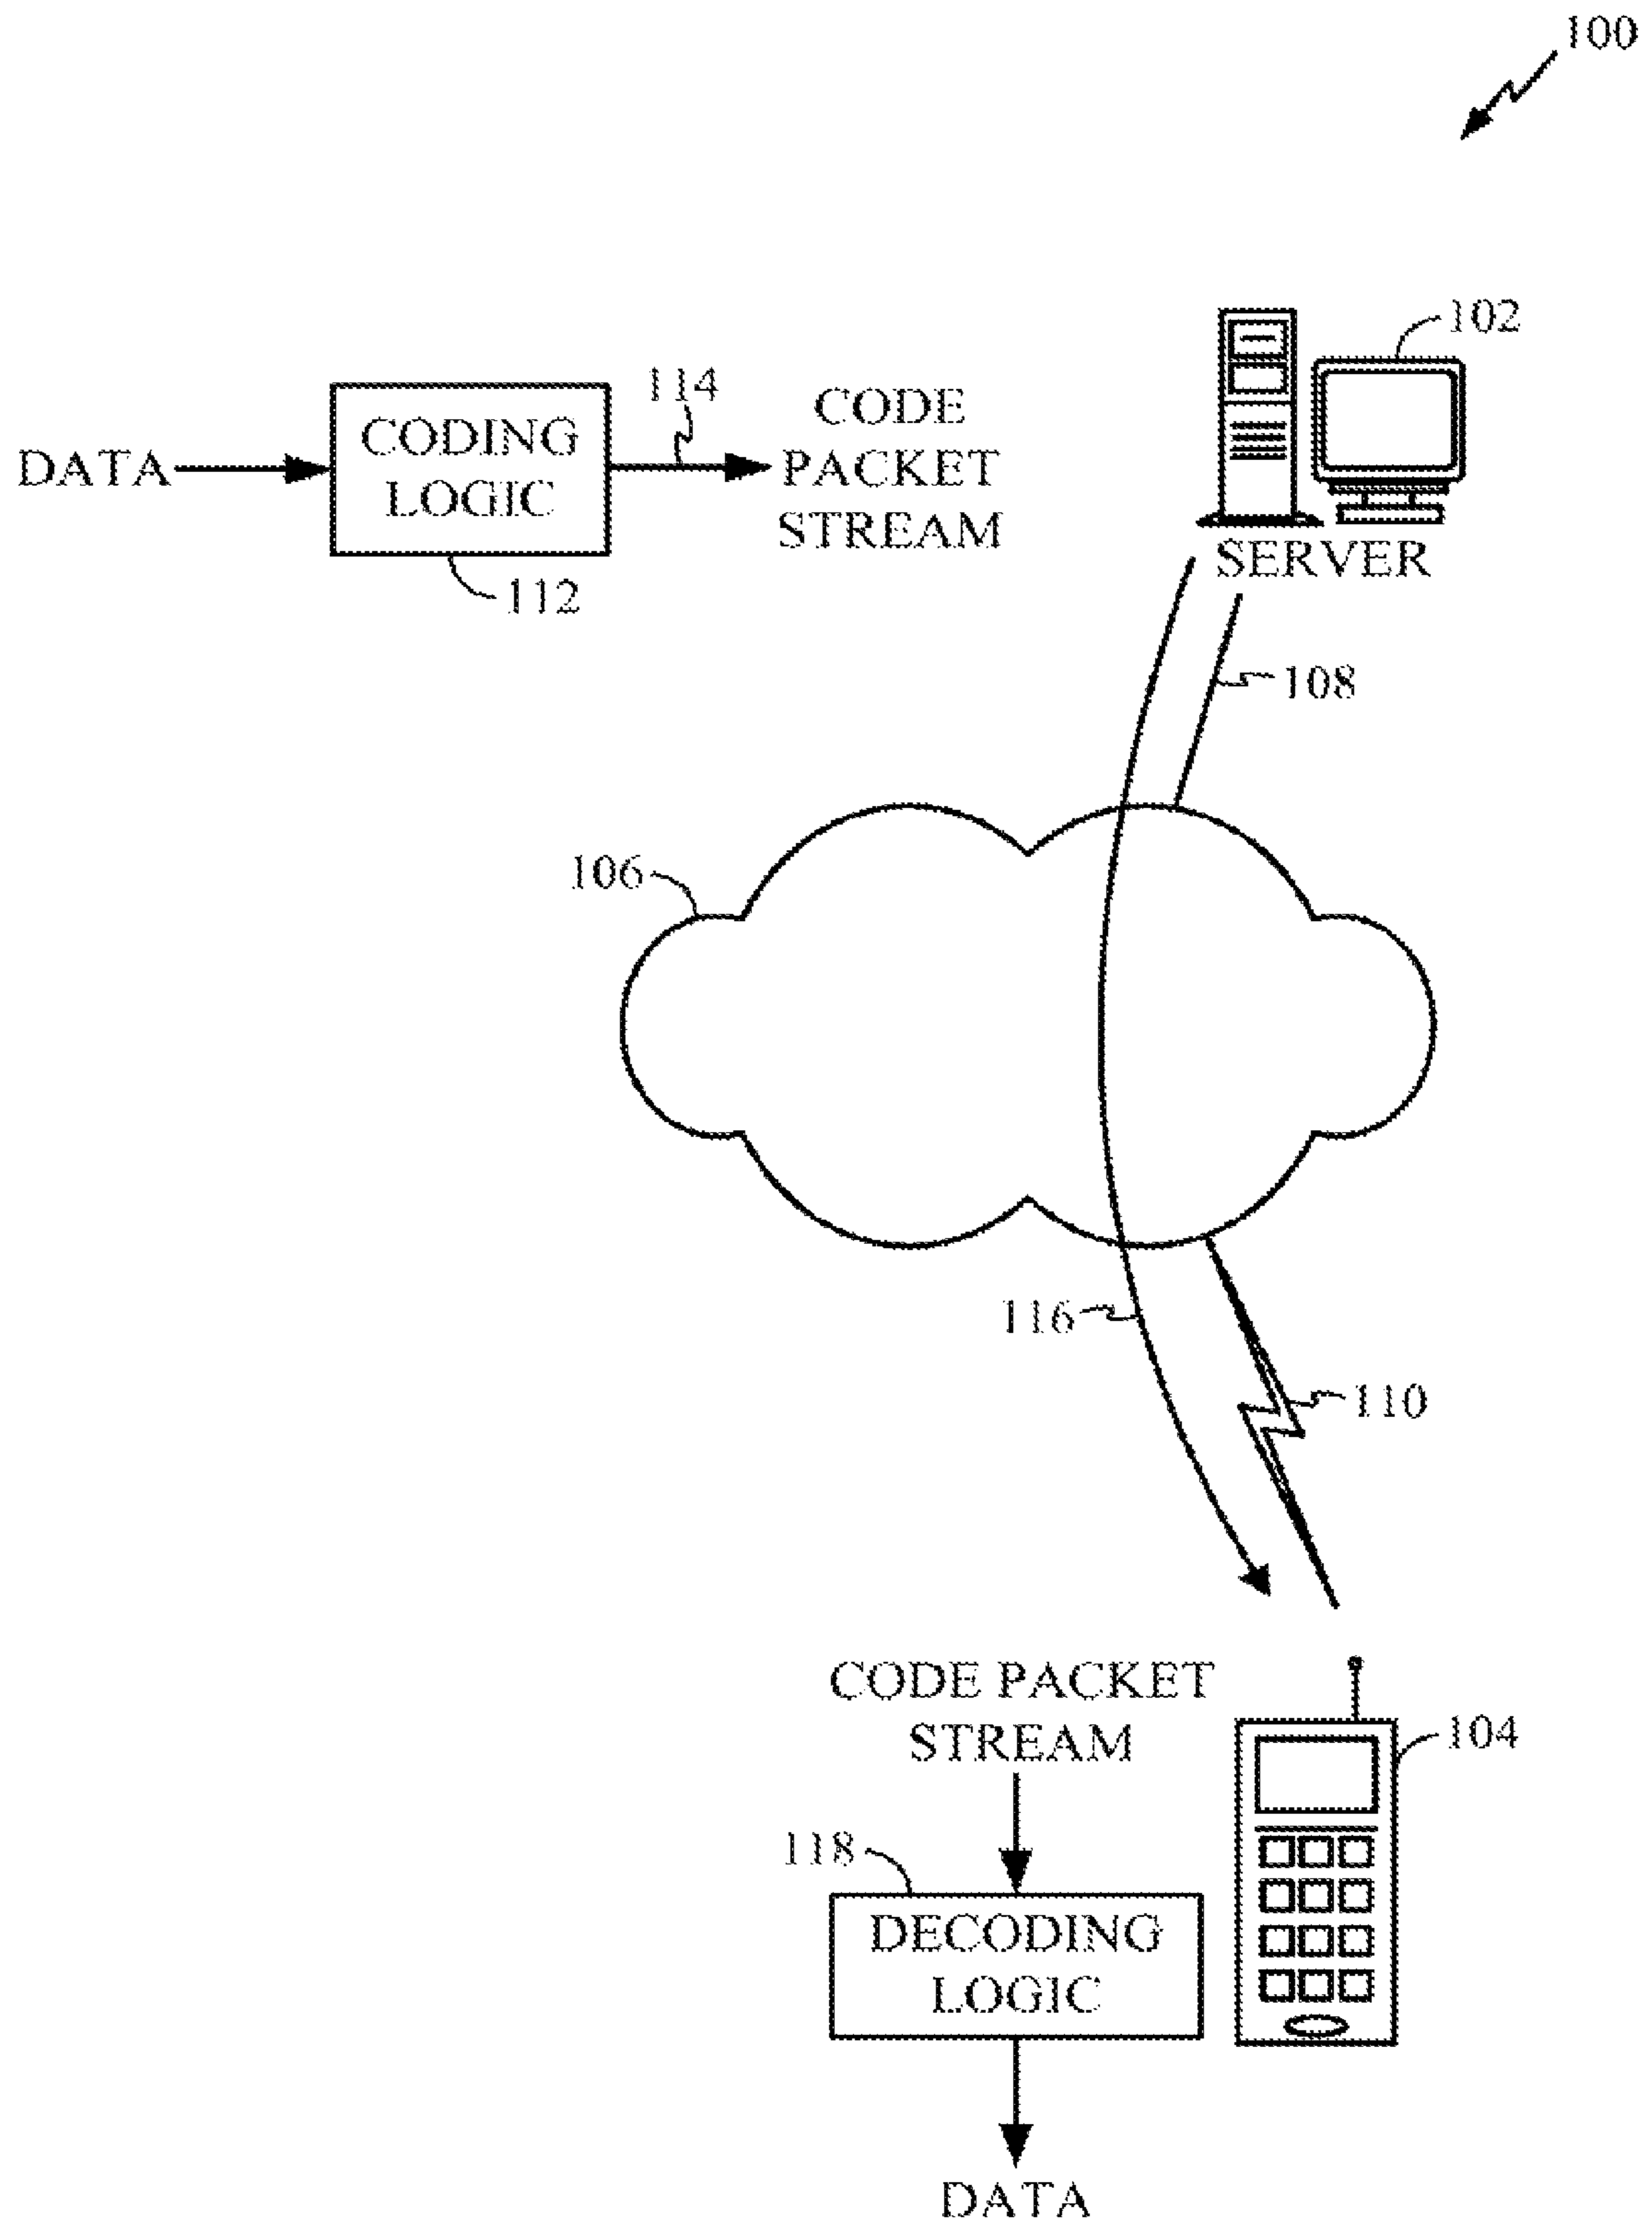 100
102
114
CODE
PACKET
STREAM
CODING
LOGIC
DATA
112
SERVER
108
106
116
110
CODE PACKET
STREAM
104
118
DECODING
LOGIC
DATA